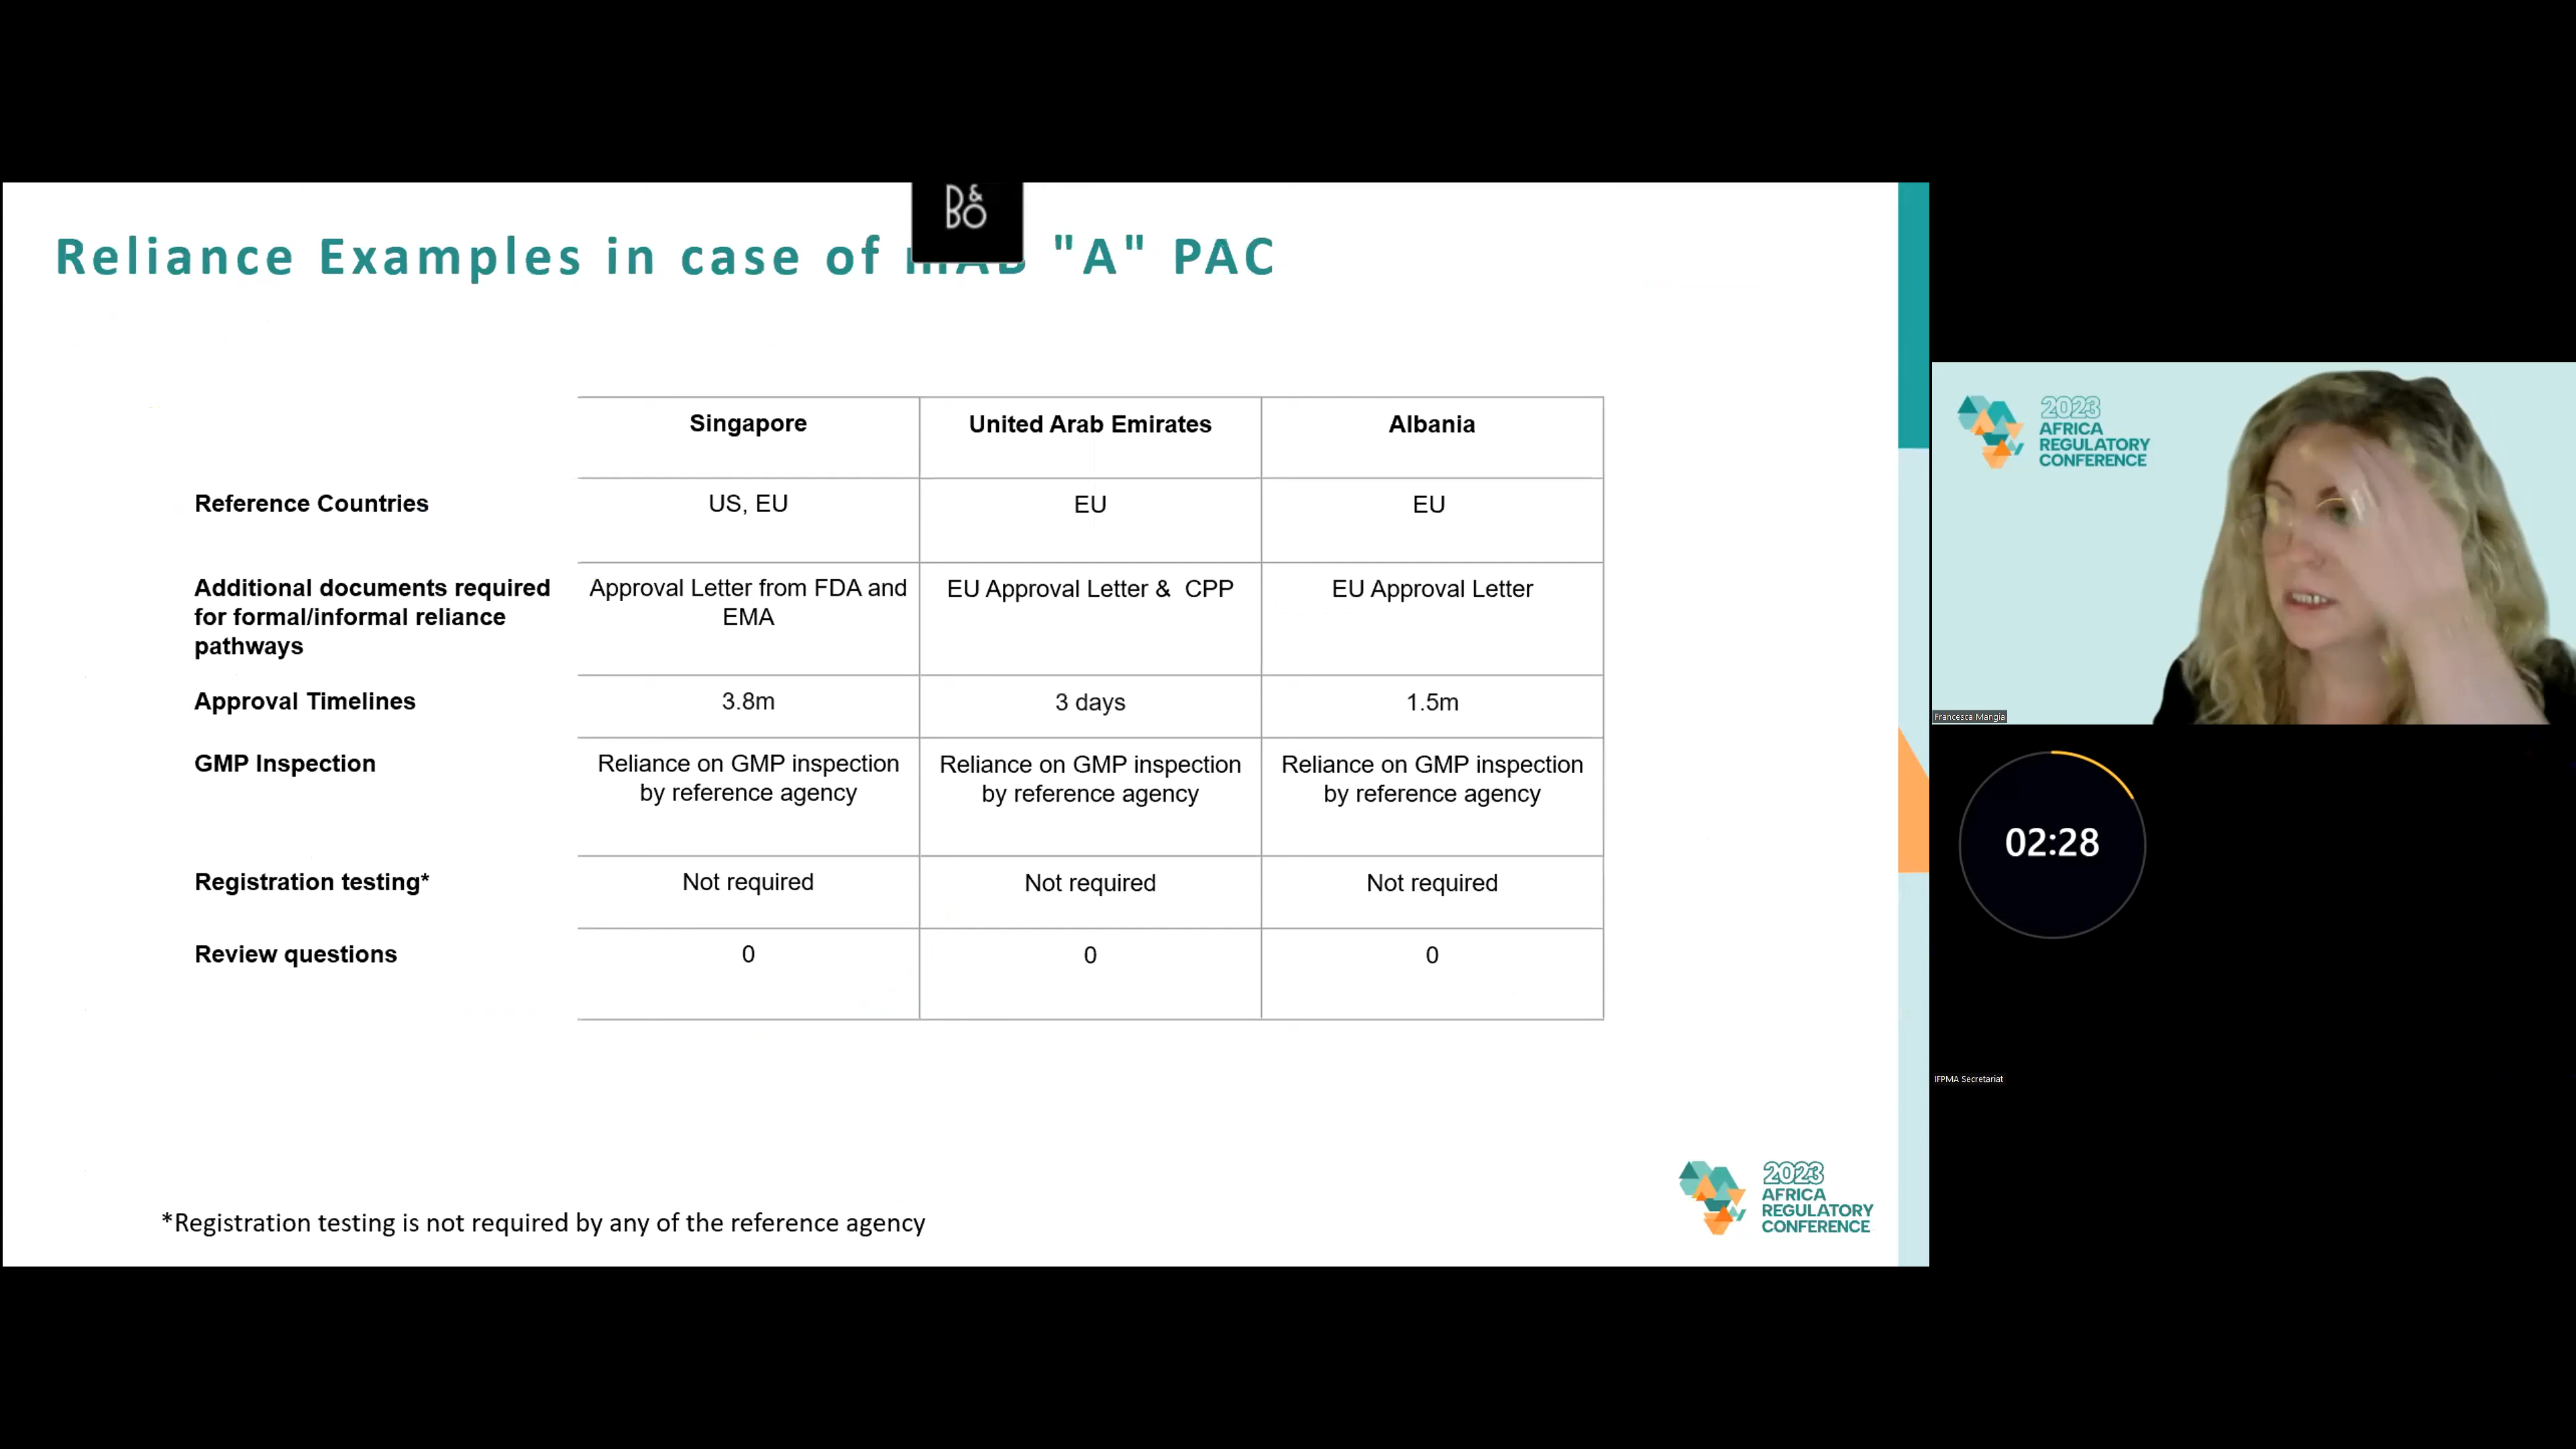 B&O
Reliance Examples in case of mAB "A" PAC
Singapore
United Arab Emirates
Albania
Reference Countries
US, EU
EU
EU
Additional documents required
for formal/informal reliance
pathways
Approval Letter from FDA and
EMA
EU Approval Letter & CPP
EU Approval Letter
Approval Timelines
3.8m
3 days
1.5m
GMP Inspection
Reliance on GMP inspection
by reference agency
Reliance on GMP inspection
by reference agency
Reliance on GMP inspection
by reference agency
Registration testing*
Not required
Not required
Not required
Review questions
0
0
0
*Registration testing is not required by any of the reference agency
2023
AFRICA
REGULATORY
CONFERENCE
2023
AFRICA
REGULATORY
CONFERENCE
Francesca Mangia
02:28
IFPMA Secretariat